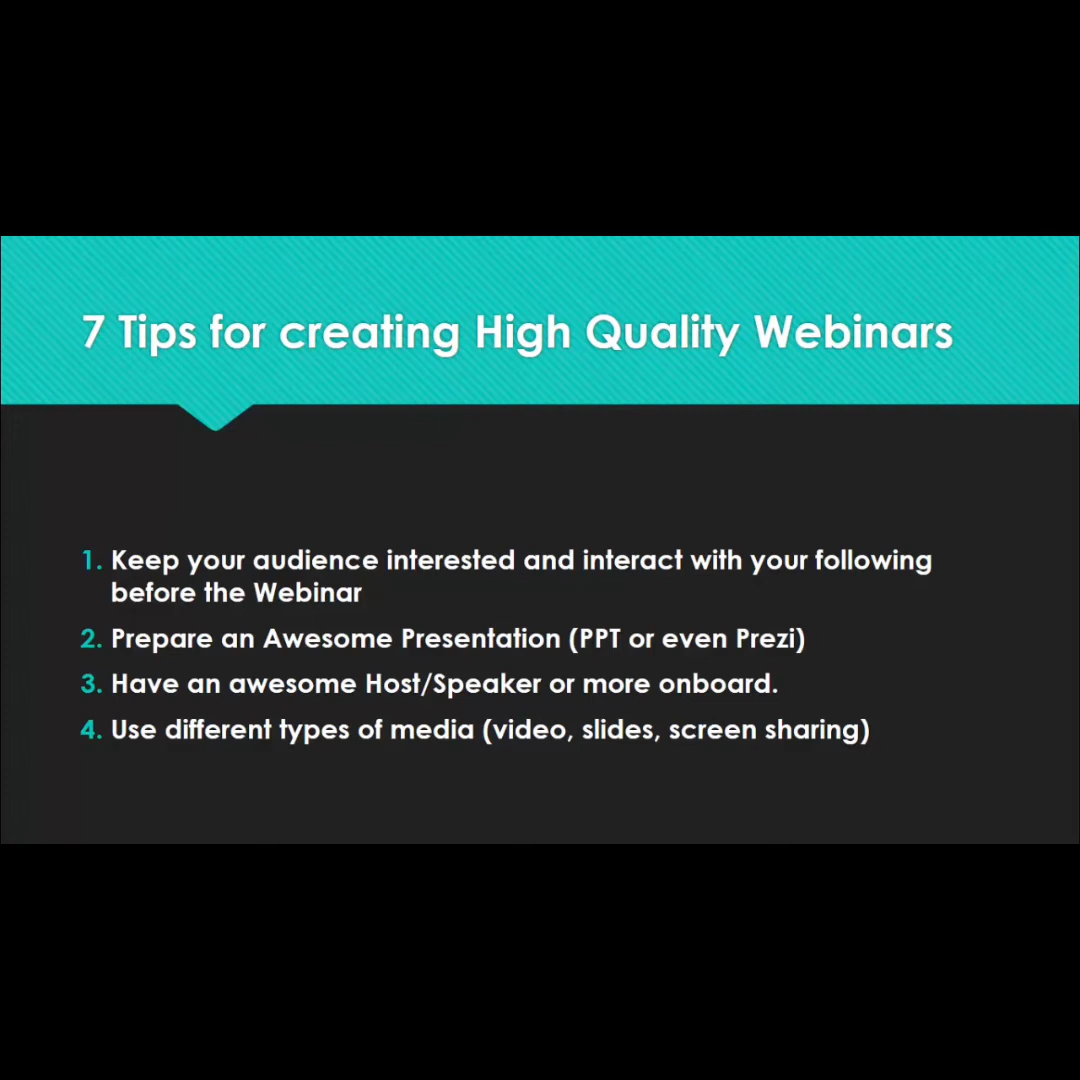 7 Tips for creating High Quality Webinars
1. Keep your audience interested and interact with your following
before the Webinar
2. Prepare an Awesome Presentation (PPT or even Prezi)
3. Have an awesome Host/Speaker or more onboard.
4. Use different types of media (video, slides, screen sharing)